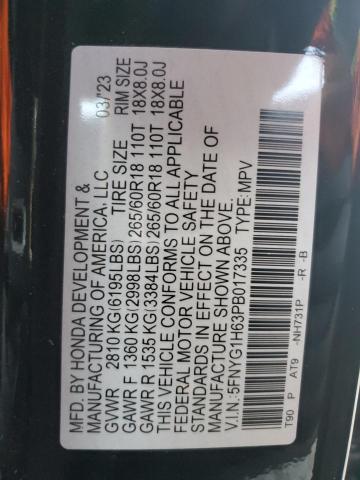 MFD. BY HONDA DEVELOPMENT &
MANUFACTURING OF AMERICA, LLC 03/'23
GVWR 2810 KG(6195LBS) TIRE SIZE RIM SIZE
GAWR F 1360 KG(2998LBS) 265/60R18 110T 18X8.0J
GAWR R 1535 KG(3384LBS) 265/60R18 110T 18X8.0J
THIS VEHICLE CONFORMS TO ALL APPLICABLE
FEDERAL MOTOR VEHICLE SAFETY
STANDARDS IN EFFECT ON THE DATE OF
MANUFACTURE SHOWN ABOVE.
V.I.N.:5FNYG1H63PB017335 TYPE:MPV
T90 P AT9 -NH731P -R -B